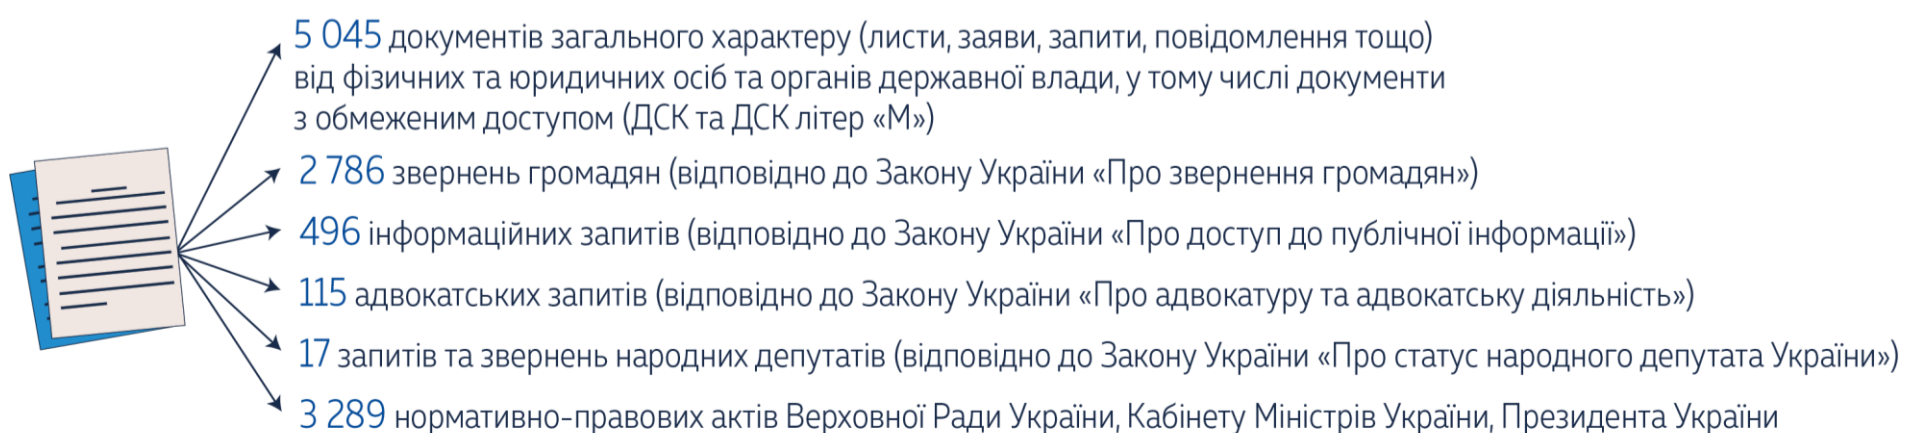 5 045 документів загального характеру (листи, заяви, запити, повідомлення тощо)
від фізичних та юридичних осіб та органів державної влади, у тому числі документи
з обмеженим доступом (ДСК та ДСК літер «М»)
2 786 звернень громадян (відповідно до Закону України «Про звернення громадян»)
496 інформаційних запитів (відповідно до Закону України «Про доступ до публічної інформації»)
115 адвокатських запитів (відповідно до Закону України «Про адвокатуру та адвокатську діяльність»)
17 запитів та звернень народних депутатів (відповідно до Закону України «Про статус народного депутата України»)
3 289 нормативно-правових актів Верховної Ради України, Кабінету Міністрів України, Президента України